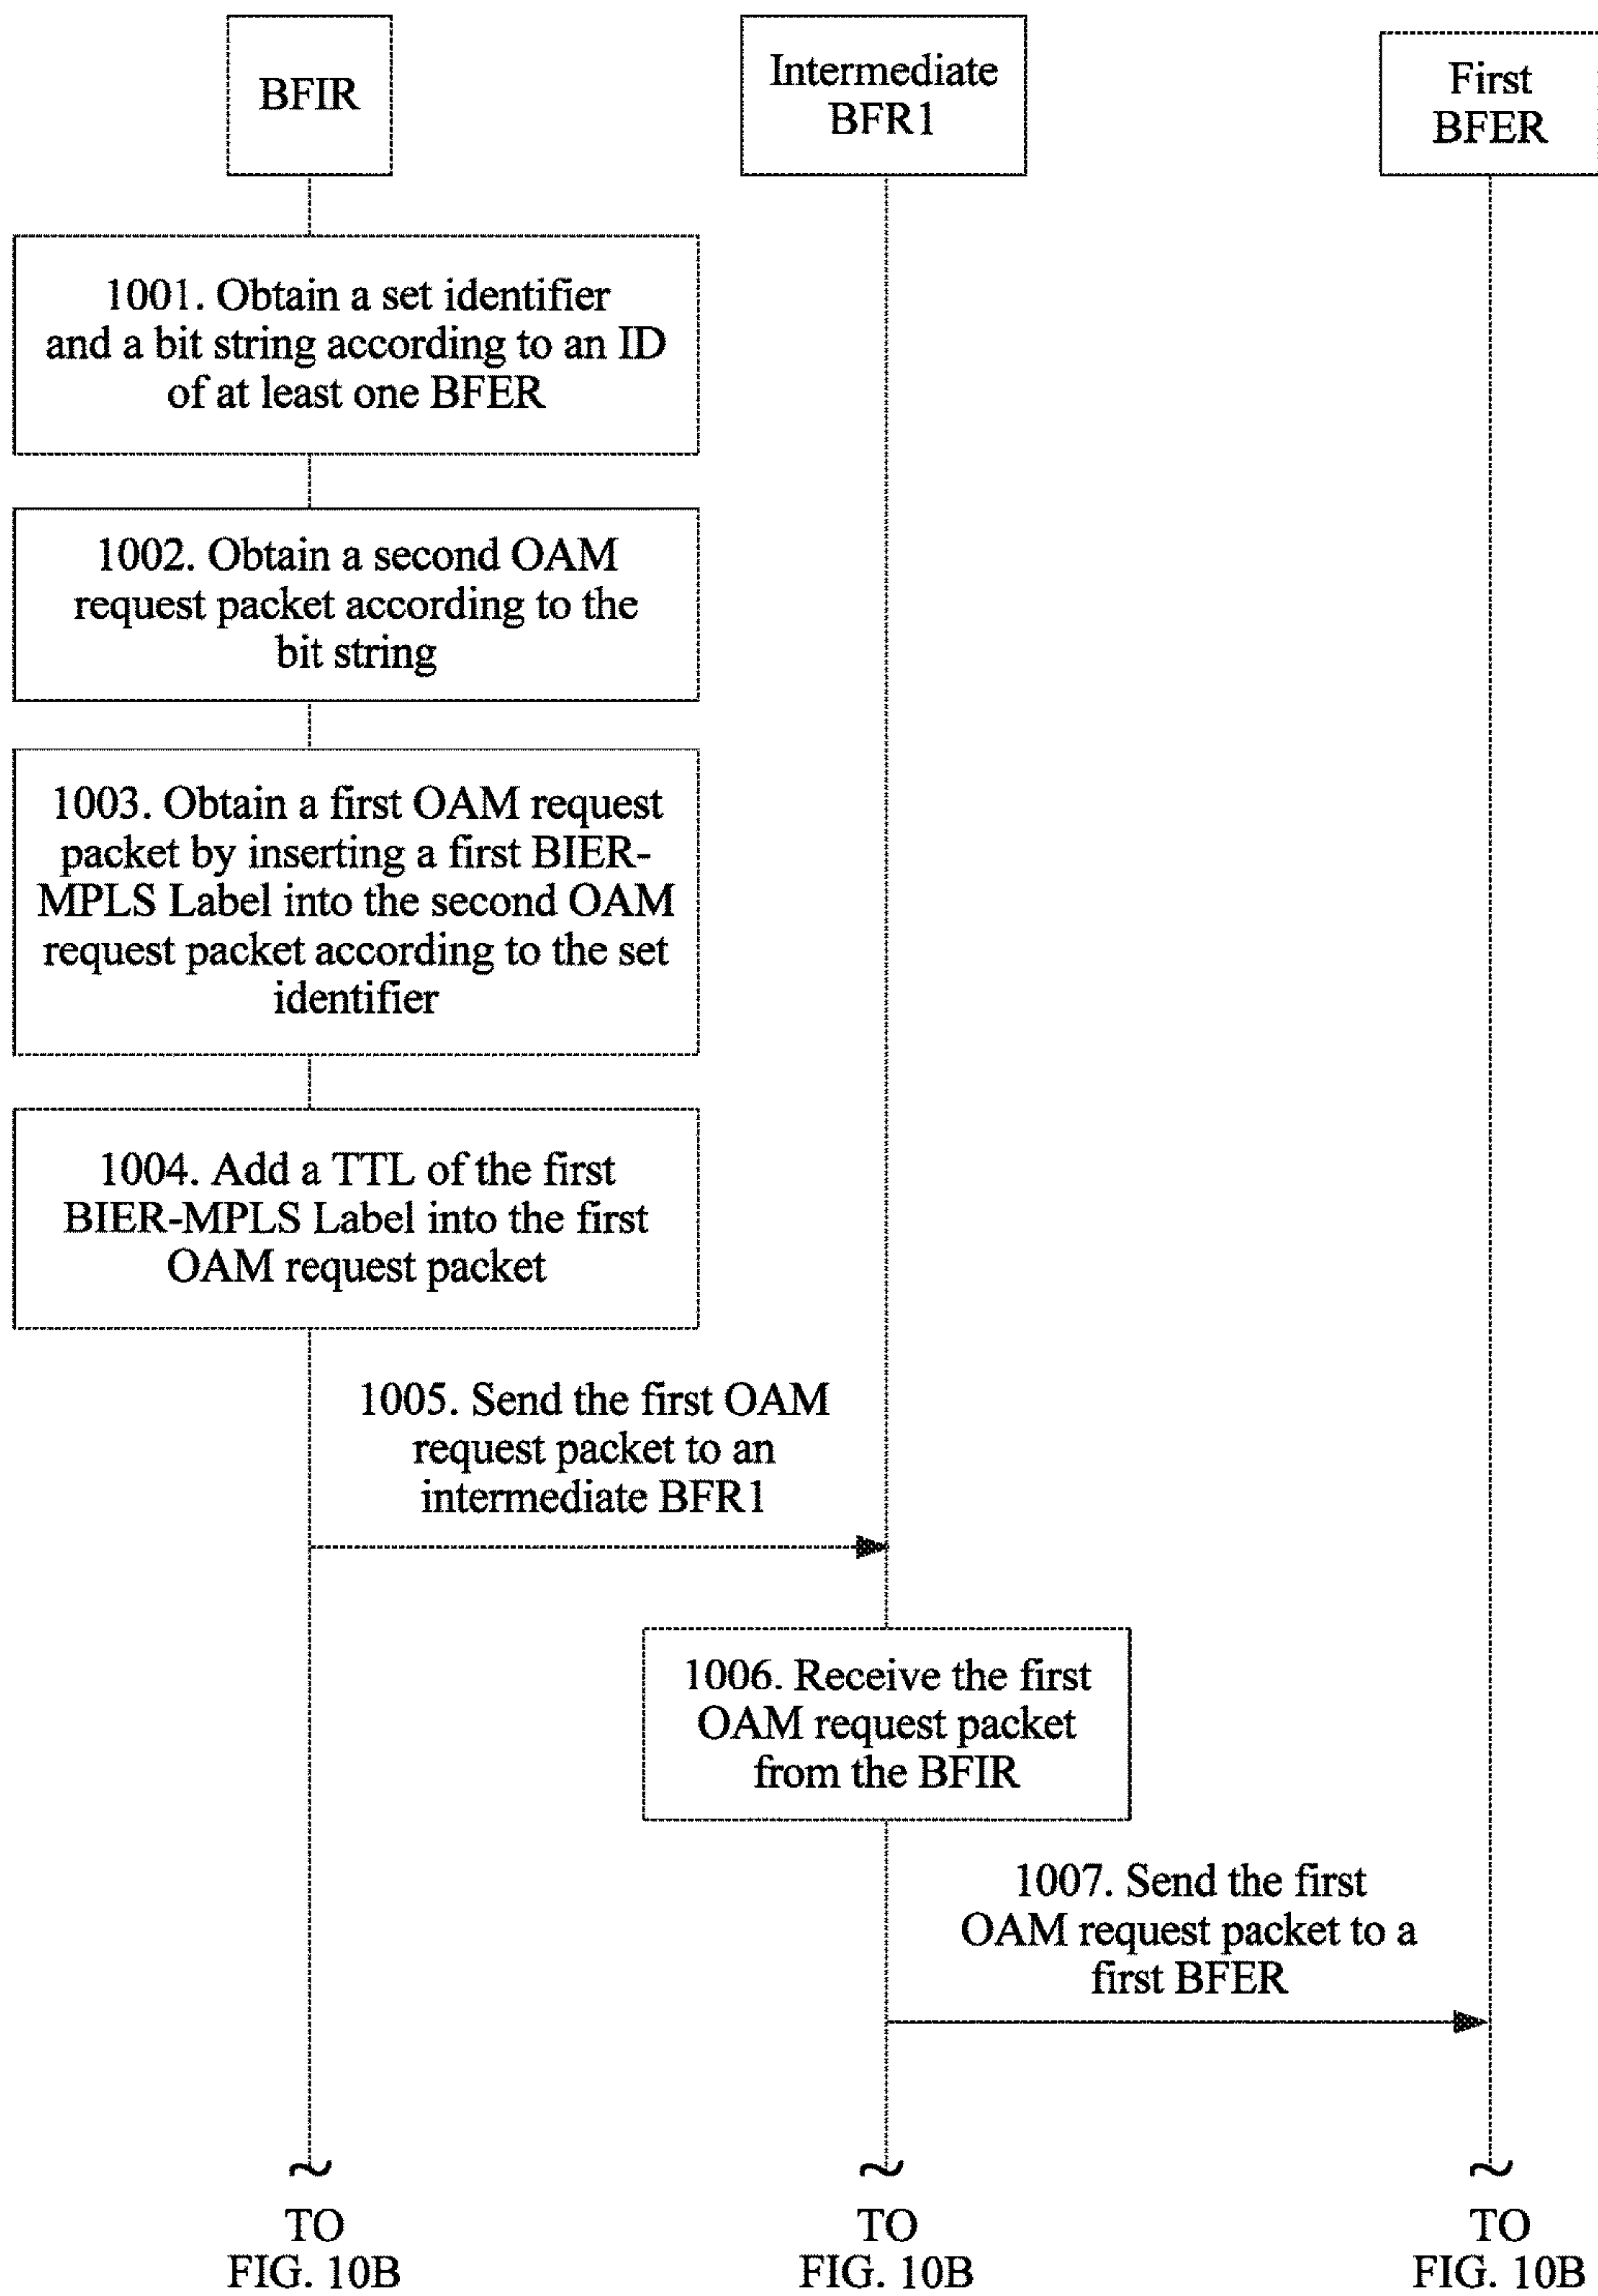 BFIR
Intermediate
BFR1
First
BFER
1001. Obtain a set identifier
and a bit string according to an ID
of at least one BFER
1002. Obtain a second OAM
request packet according to the
bit string
1003. Obtain a first OAM request
packet by inserting a first BIER-
MPLS Label into the second OAM
request packet according to the set
identifier
1004. Add a TTL of the first
BIER-MPLS Label into the first
OAM request packet
1005. Send the first OAM
request packet to an
intermediate BFR1
1006. Receive the first
OAM request packet
from the BFIR
1007. Send the first
OAM request packet to a
first BFER
TO
FIG. 10B
TO
FIG. 10B
TO
FIG. 10B